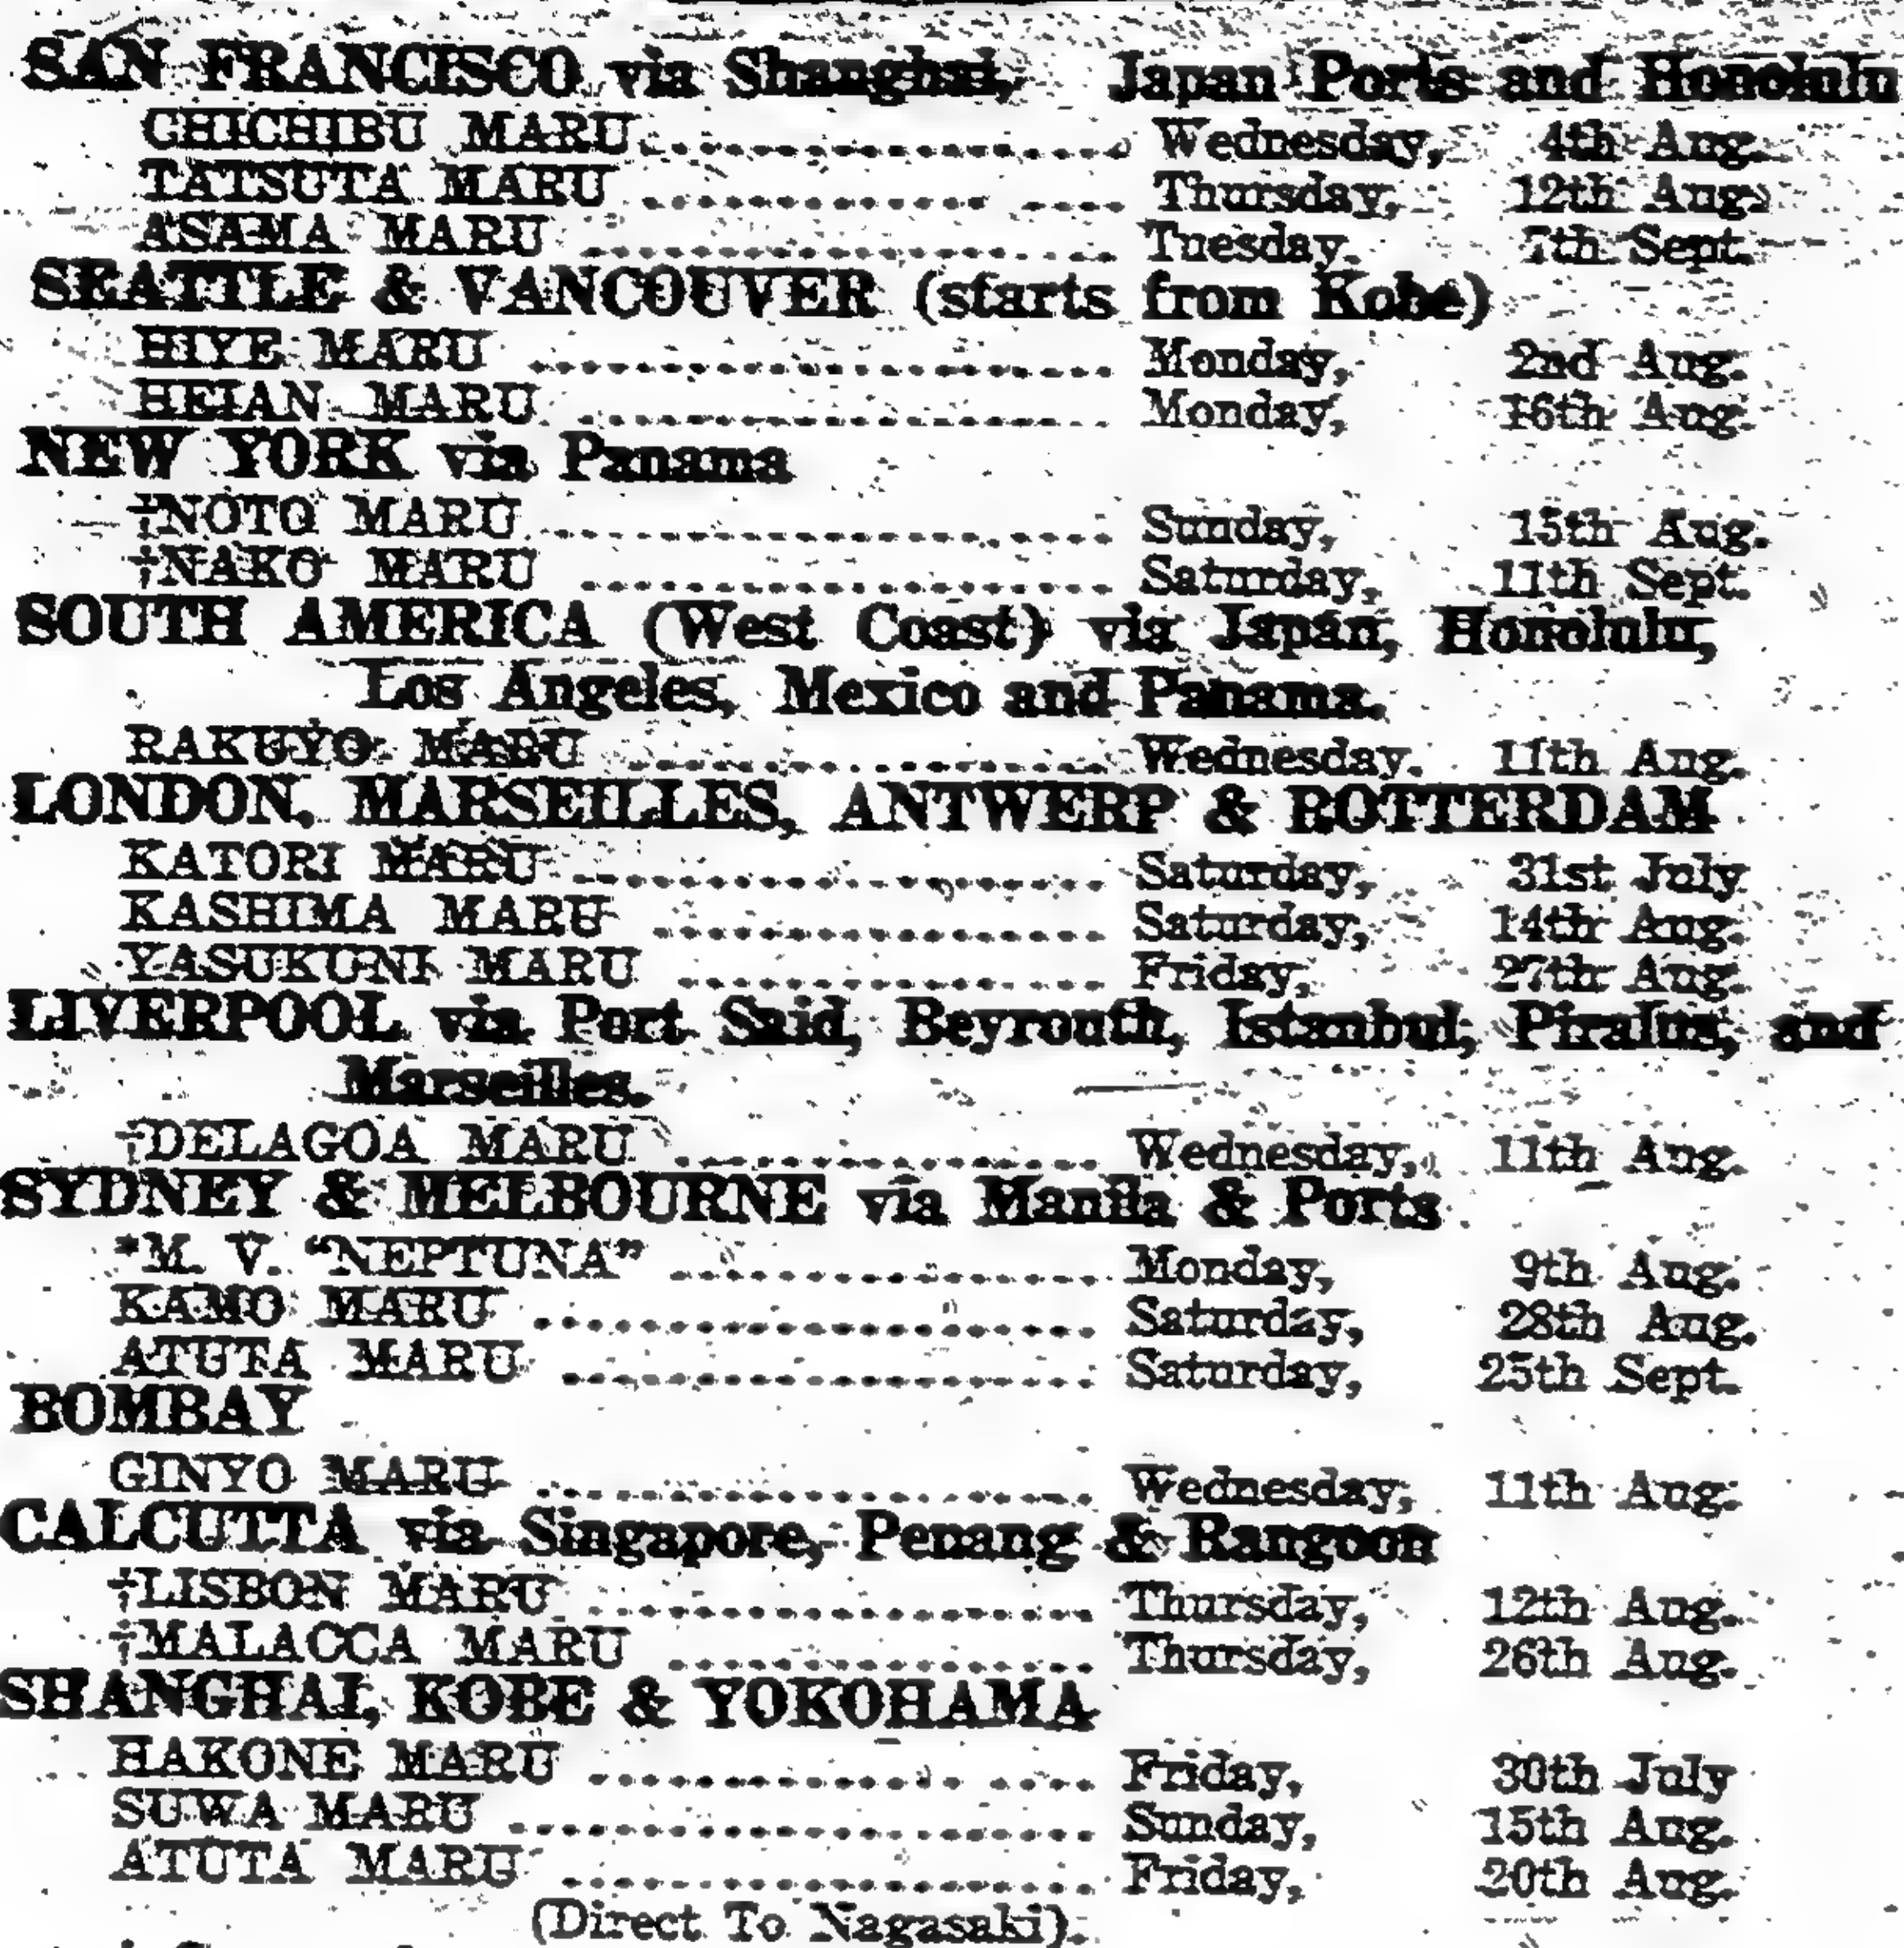 SAN FRANCISCO via Shanghai, Japan Ports and Honolulu
CHICHIBU MARU .................... Wednesday, 4th Aug.
TATSUTA MARU .................... Thursday, 12th Aug.
ASAMA MARU .................... Tuesday. 7th Sept.
SEATTLE & VANCOUVER (starts from Kobe)
HIYE MARU .................... Monday, 2nd Aug.
HEIAN MARU .................... Monday, 16th Aug.
NEW YORK via Panama
†NOTO MARU .................... Sunday, 15th Aug.
†NAKO MARU .................... Saturday, 11th Sept.
SOUTH AMERICA (West Coast) via Japan, Honolulu,
Los Angeles, Mexico and Panama.
RAKUYO MARU .................... Wednesday. 11th Aug.
LONDON, MARSEILLES, ANTWERP & ROTTERDAM
KATORI MARU .................... Saturday, 31st July
KASHIMA MARU .................... Saturday, 14th Aug.
YASUKUNI MARU .................... Friday, 27th Aug.
LIVERPOOL via Port Said, Beyrouth, Istanbul, Piralus, and
Marseilles.
†DELAGOA MARU .................... Wednesday, 11th Aug.
SYDNEY & MELBOURNE via Manila & Ports
*M. V. "NEPTUNA" .................... Monday, 9th Aug.
KAMO MARU .................... Saturday, 28th Aug.
ATUTA MARU .................... Saturday, 25th Sept.
BOMBAY
GINYO MARU .................... Wednesday, 11th Aug.
CALCUTTA via Singapore, Penang & Rangoon
†LISBON MARU .................... Thursday, 12th Aug.
†MALACCA MARU .................... Thursday, 26th Aug.
SHANGHAI, KOBE & YOKOHAMA
HAKONE MARU .................... Friday, 30th July
SUWA MARU .................... Sunday, 15th Aug.
ATUTA MARU .................... Friday, 20th Aug.
(Direct To Nagasaki).